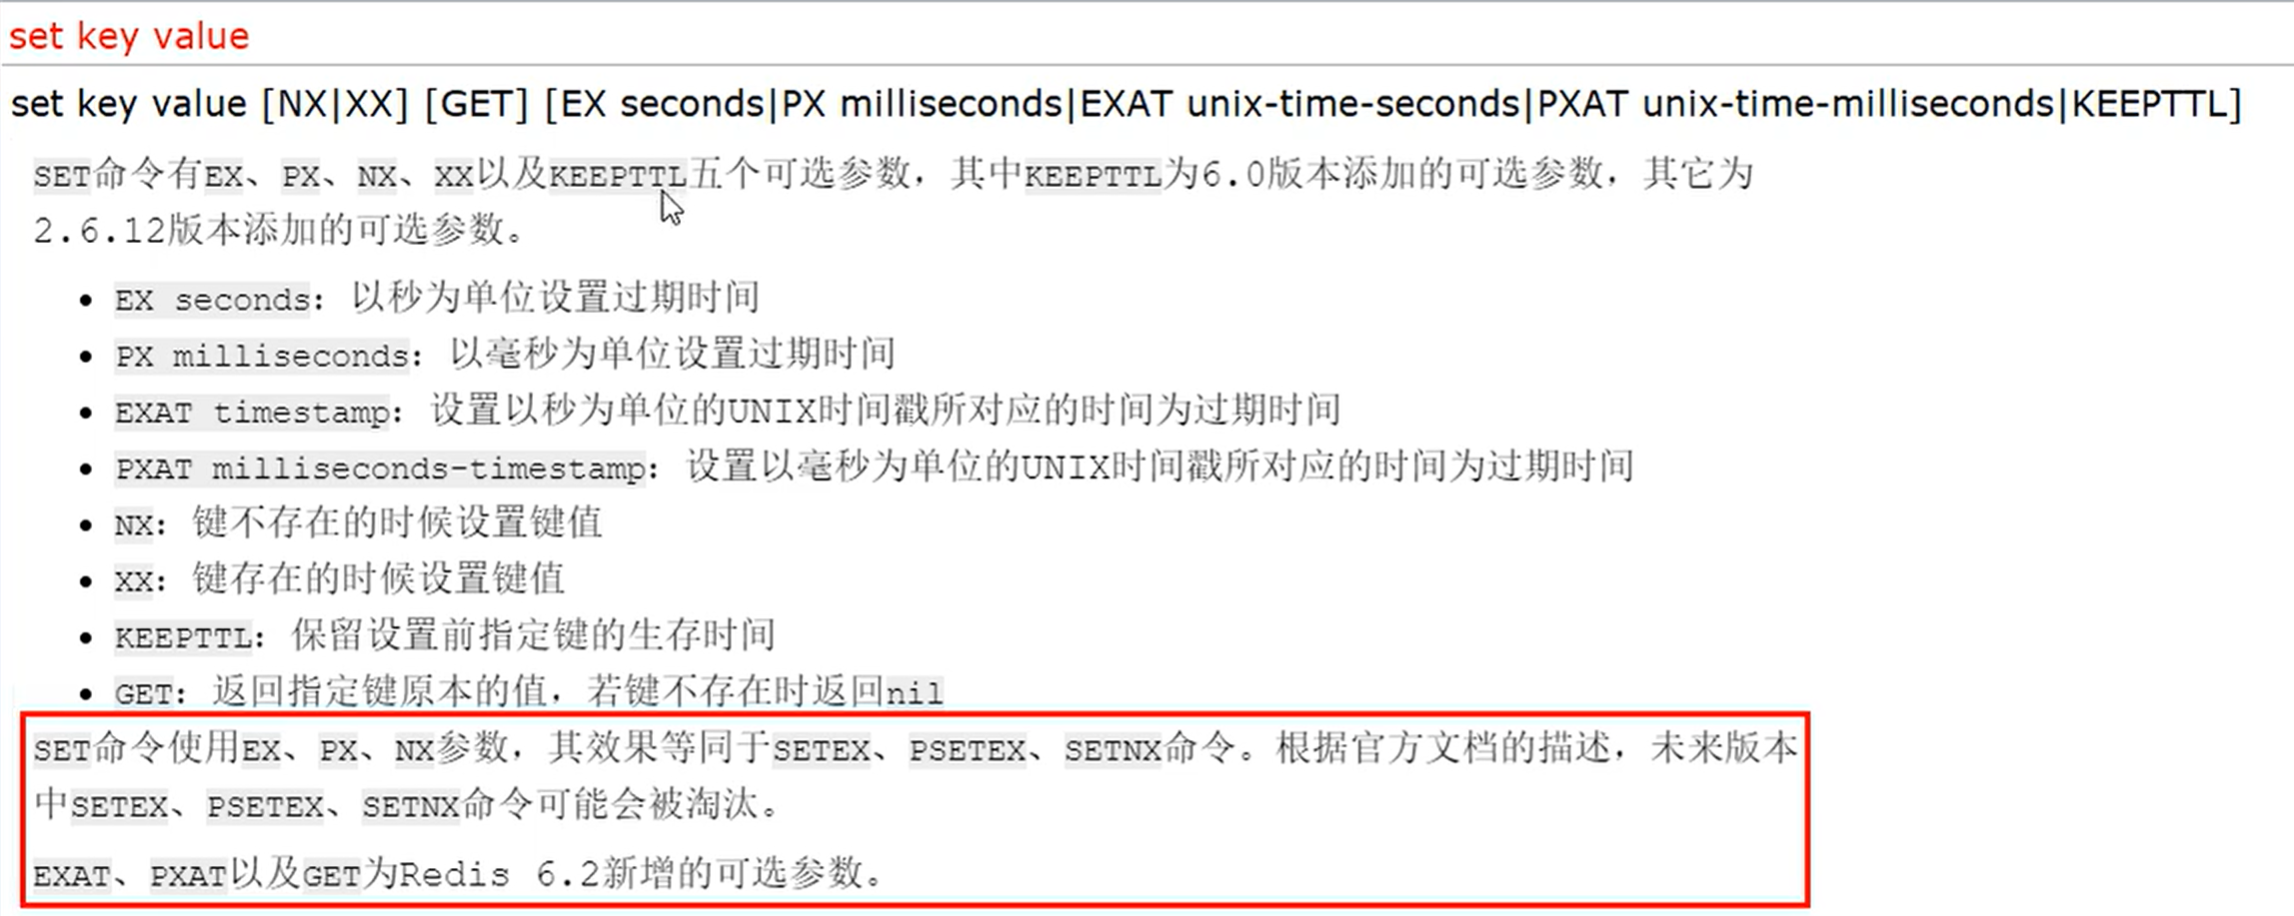 set key value
set key value [NX|XX] [GET] [EX seconds|PX milliseconds|EXAT unix-time-seconds|PXAT unix-time-milliseconds|KEEPTTL]
SET命令有EX、PX、NX、XX以及KEEPTTL五个可选参数，其中KEEPTTL为6.0版本添加的可选参数，其它为
2.6.12版本添加的可选参数。
• EX seconds：以秒为单位设置过期时间
• PX milliseconds：以毫秒为单位设置过期时间
• EXAT timestamp：设置以秒为单位的UNIX时间戳所对应的时间为过期时间
• PXAT milliseconds-timestamp：设置以毫秒为单位的UNIX时间戳所对应的时间为过期时间
• NX：键不存在的时候设置键值
• XX：键存在的时候设置键值
• KEEPTTL：保留设置前指定键的生存时间
• GET：返回指定键原本的值，若键不存在时返回nil
SET命令使用EX、PX、NX参数，其效果等同于SETEX、PSETEX、SETNX命令。根据官方文档的描述，未来版本
中SETEX、PSETEX、SETNX命令可能会被淘汰。
EXAT、PXAT以及GET为Redis 6.2新增的可选参数。